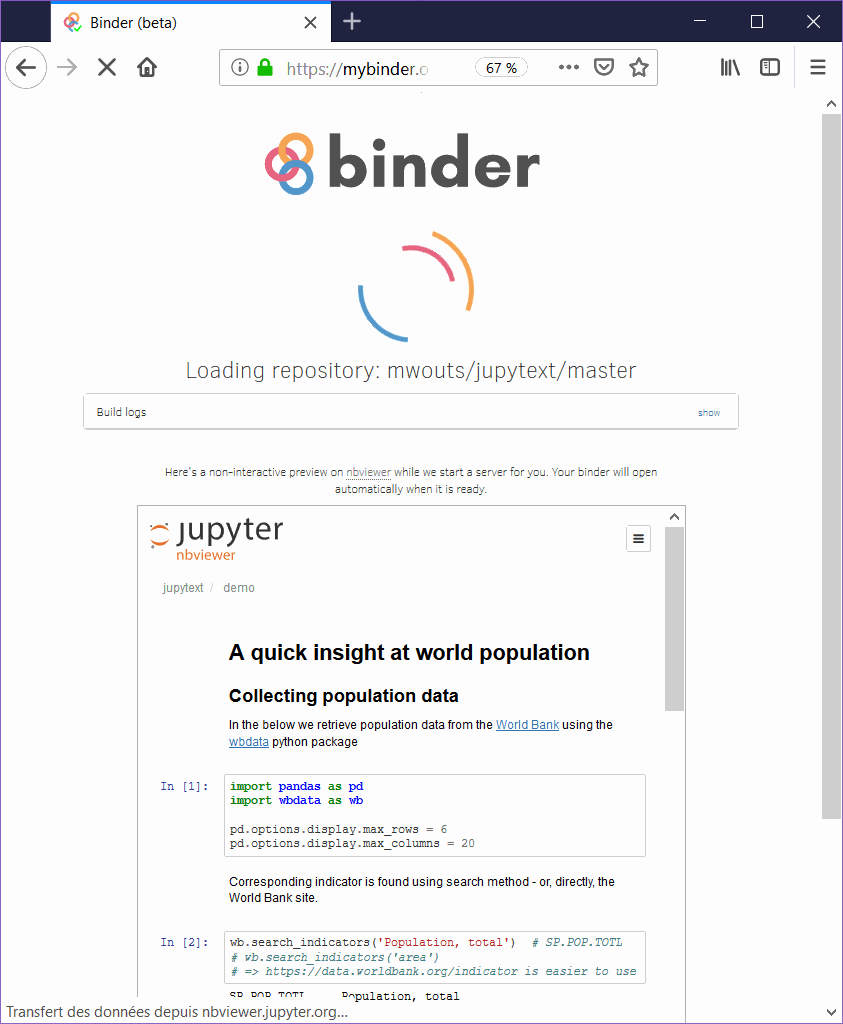 Binder (beta)
https://mybinder.o
67 %
binder
Loading repository: mwouts/jupytext/master
Build logs
show
Here's a non-interactive preview on nbviewer while we start a server for you. Your binder will open
automatically when it is ready.
jupyter
nbviewer
jupytext / demo
A quick insight at world population
Collecting population data
In the below we retrieve population data from the World Bank using the
wbdata python package
In [1]:
import pandas as pd
import wbdata as wb
pd.options.display.max_rows = 6
pd.options.display.max_columns = 20
Corresponding indicator is found using search method - or, directly, the
World Bank site.
In [2]:
wb.search_indicators('Population, total')  # SP.POP.TOTL
# wb.search_indicators('area')
# => https://data.worldbank.org/indicator is easier to use
SP.POP.TOTL Population, total
Transfert des données depuis nbviewer.jupyter.org...